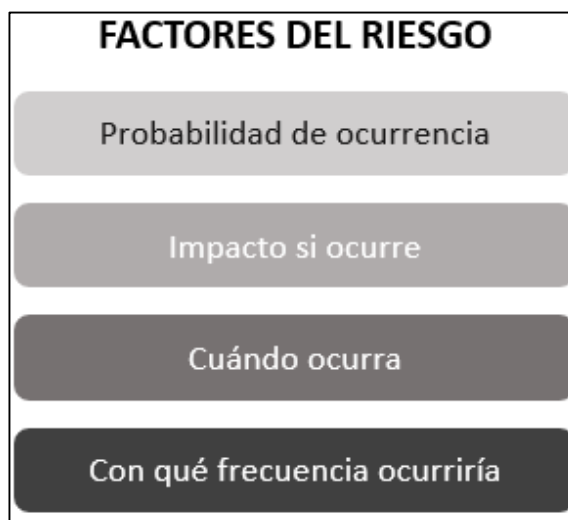 FACTORES DEL RIESGO
Probabilidad de ocurrencia
Impacto si ocurre
Cuándo ocurra
Con qué frecuencia ocurriría